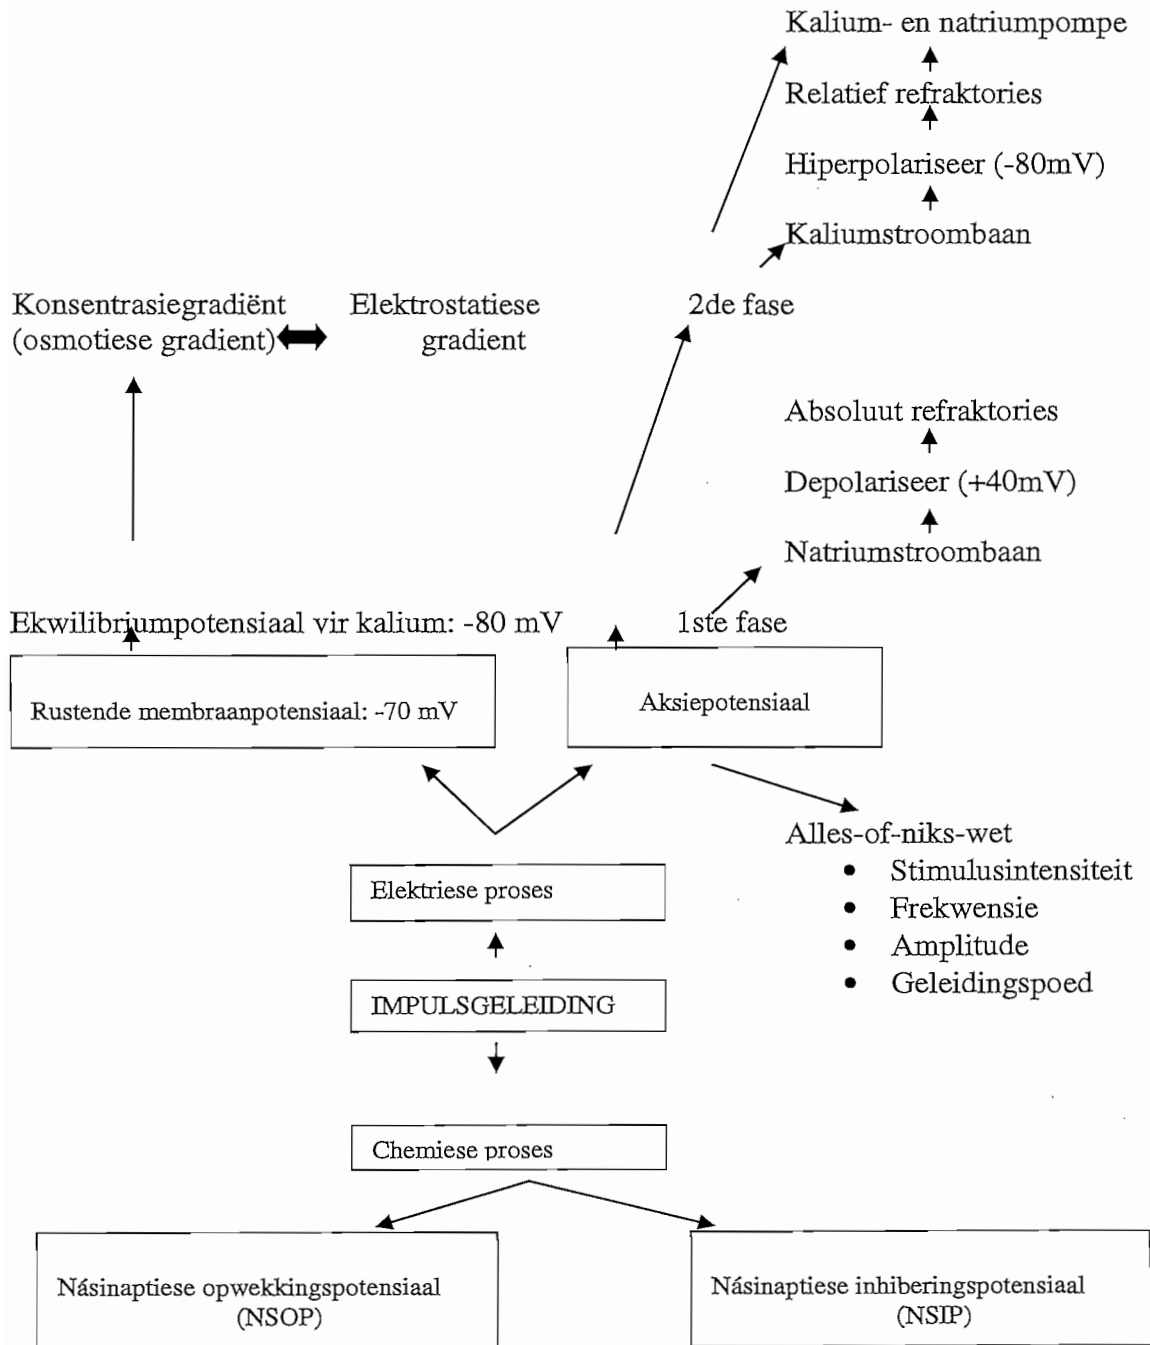 Kalium- en natriumpompe
Relatief refraktories
Hiperpolariseer (-80mV)
Kaliumstroombaan
Konsentrasiegradiënt
(osmotiese gradient)
Elektrostatiese
gradient
2de fase
Absoluut refraktories
Depolariseer (+40mV)
Natriumstroombaan
Ekwilibriumpotensiaal vir kalium: -80 mV
1ste fase
Rustende membraanpotensiaal: -70 mV
Aksiepotensiaal
Alles-of-niks-wet
• Stimulusintensiteit
• Frekwensie
• Amplitude
• Geleidingspoed
Elektriese proses
IMPULSGELEIDING
Chemiese proses
Násinaptiese opwekkingspotensiaal
(NSOP)
Násinaptiese inhiberingspotensiaal
(NSIP)